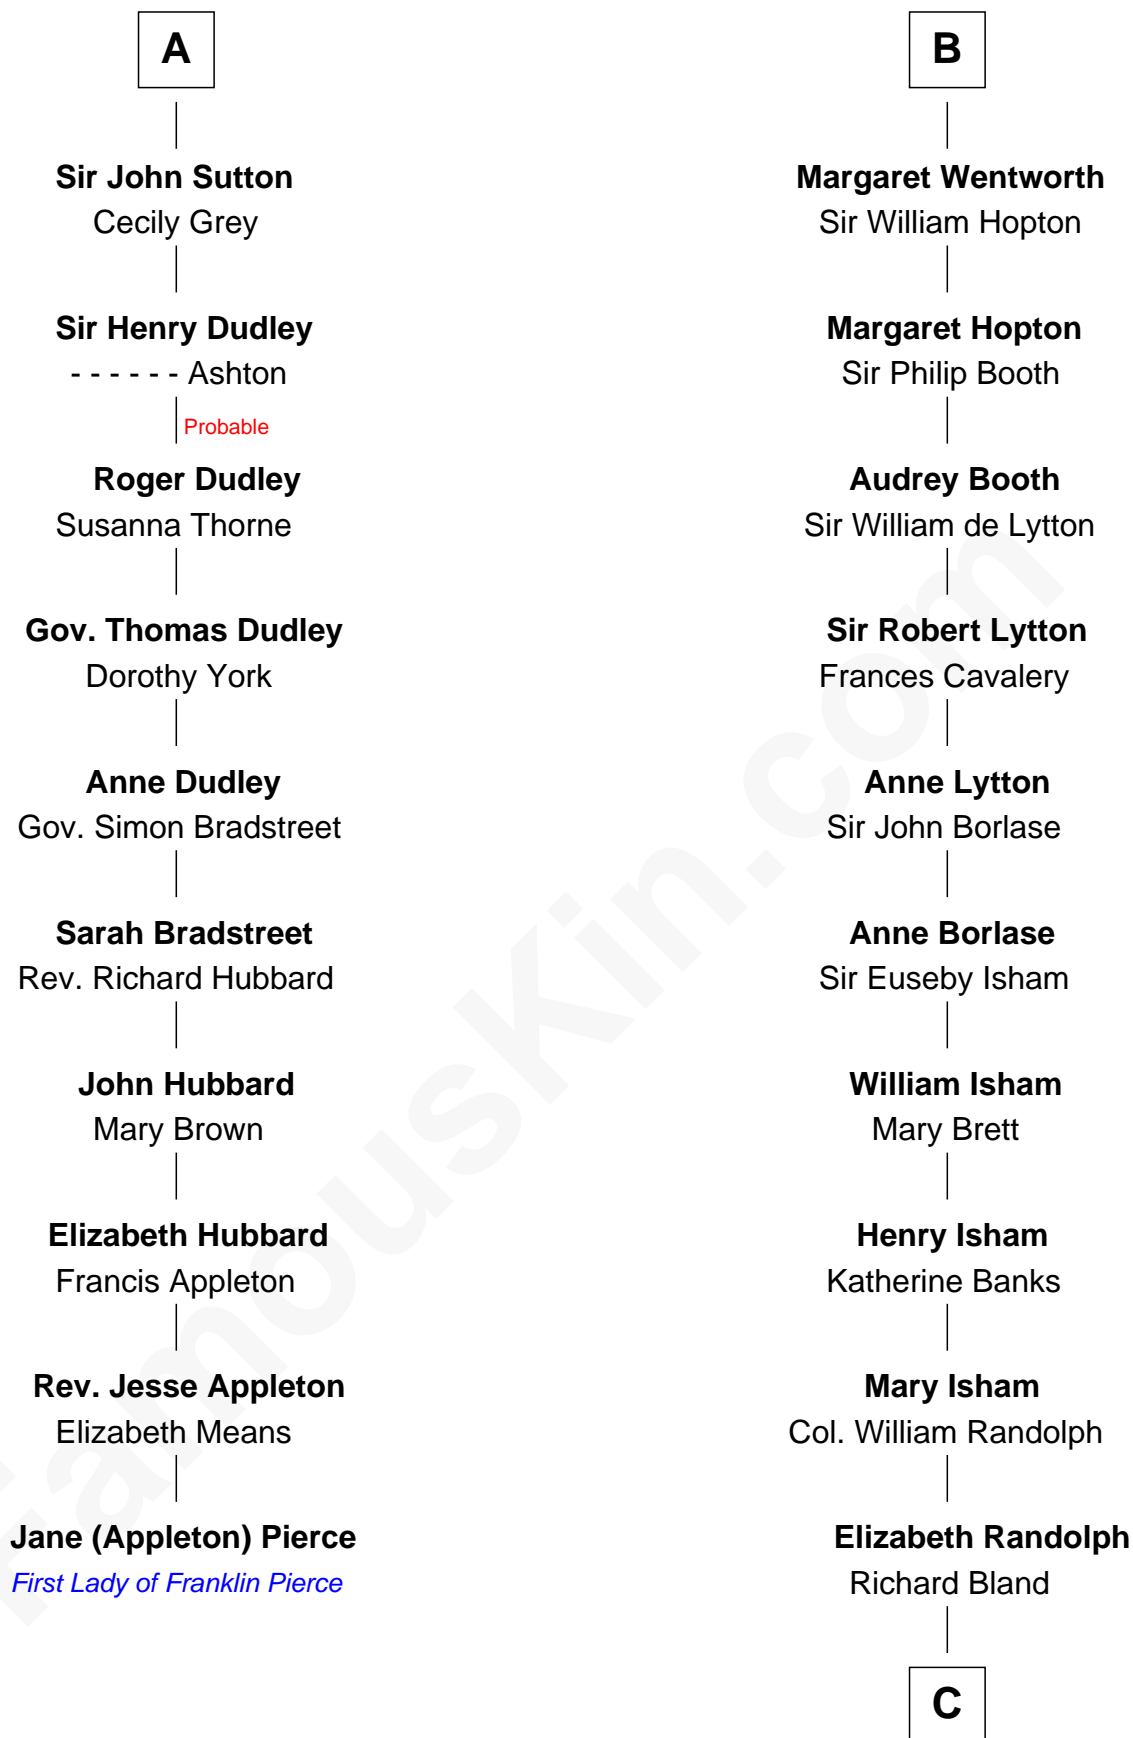 A
Sir John Sutton
Cecily Grey
Sir Henry Dudley
- - - - - - Ashton
Probable
Roger Dudley
Susanna Thorne
Gov. Thomas Dudley
Dorothy York
Anne Dudley
Gov. Simon Bradstreet
Sarah Bradstreet
Rev. Richard Hubbard
John Hubbard
Mary Brown
Elizabeth Hubbard
Francis Appleton
Rev. Jesse Appleton
Elizabeth Means
Jane (Appleton) Pierce
First Lady of Franklin Pierce
B
Margaret Wentworth
Sir William Hopton
Margaret Hopton
Sir Philip Booth
Audrey Booth
Sir William de Lytton
Sir Robert Lytton
Frances Cavalery
Anne Lytton
Sir John Borlase
Anne Borlase
Sir Euseby Isham
William Isham
Mary Brett
Henry Isham
Katherine Banks
Mary Isham
Col. William Randolph
Elizabeth Randolph
Richard Bland
C
FamousKin.com